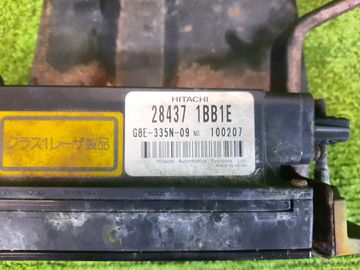 HITACHI
28437 1BB1E
G8E-335N-09 NO. 100207
Hitachi Automotive Systems, Ltd.
MADE IN JAPAN
クラス1レーザ製品